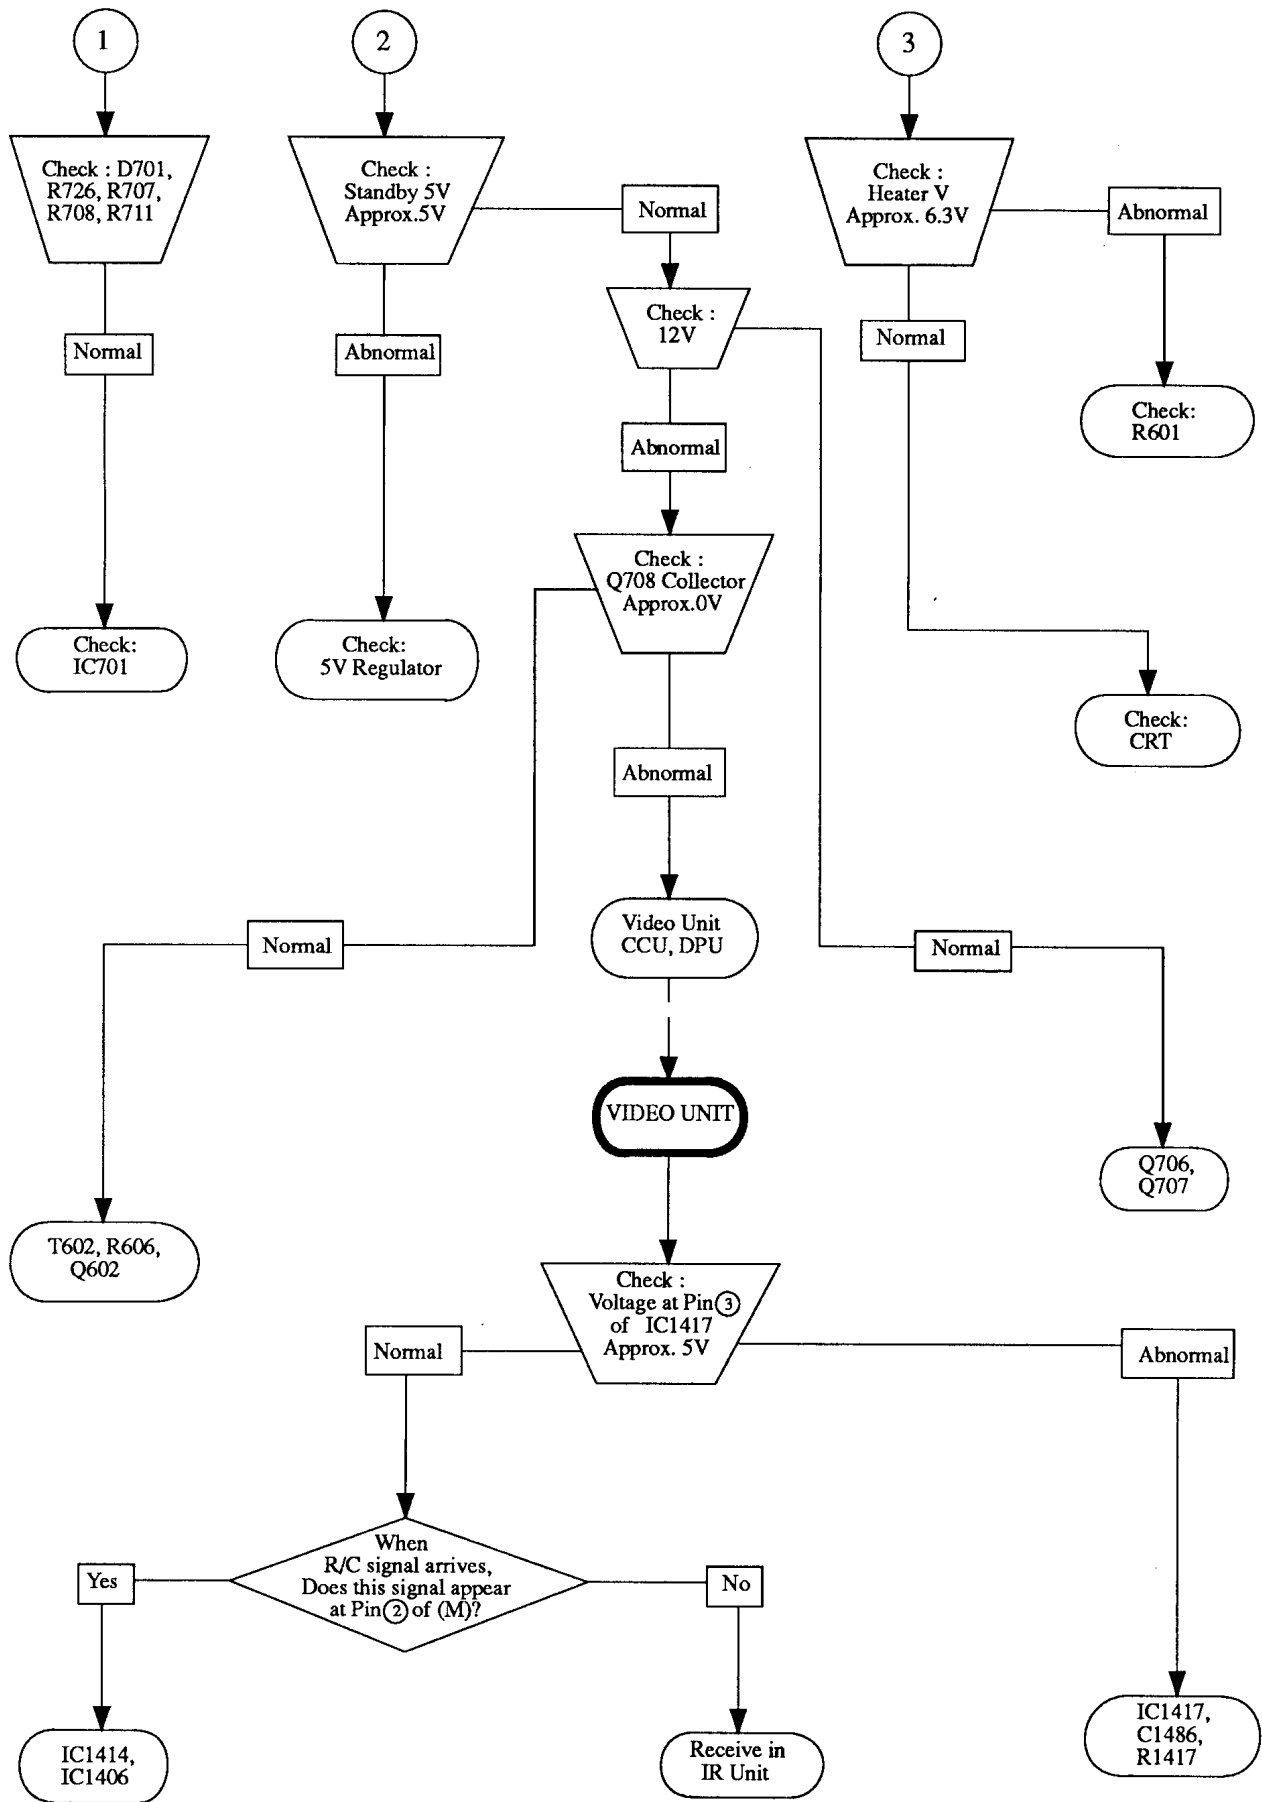 1
2
3
Check : D701,
R726, R707,
R708, R711
Check :
Standby 5V
Approx.5V
Normal
Check :
Heater V
Approx. 6.3V
Abnormal
Normal
Abnormal
Check :
12V
Normal
Check:
R601
Abnormal
Check :
Q708 Collector
Approx.0V
Check:
IC701
Check:
5V Regulator
Check:
CRT
Abnormal
Normal
Video Unit
CCU, DPU
Normal
VIDEO UNIT
Q706,
Q707
T602, R606,
Q602
Check :
Voltage at Pin 3
of IC1417
Approx. 5V
Normal
Abnormal
When
R/C signal arrives,
Does this signal appear
at Pin 2 of (M)?
Yes
No
IC1414,
IC1406
Receive in
IR Unit
IC1417,
C1486,
R1417